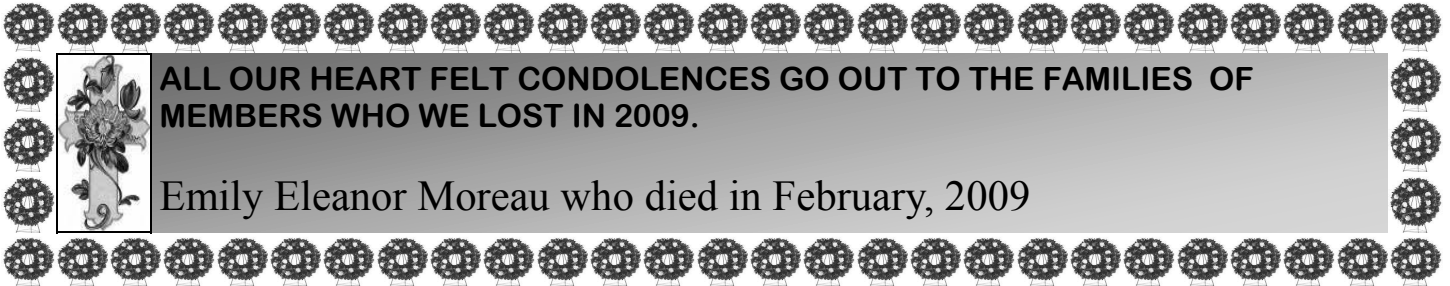 ALL OUR HEART FELT CONDOLENCES GO OUT TO THE FAMILIES OF
MEMBERS WHO WE LOST IN 2009.
Emily Eleanor Moreau who died in February, 2009